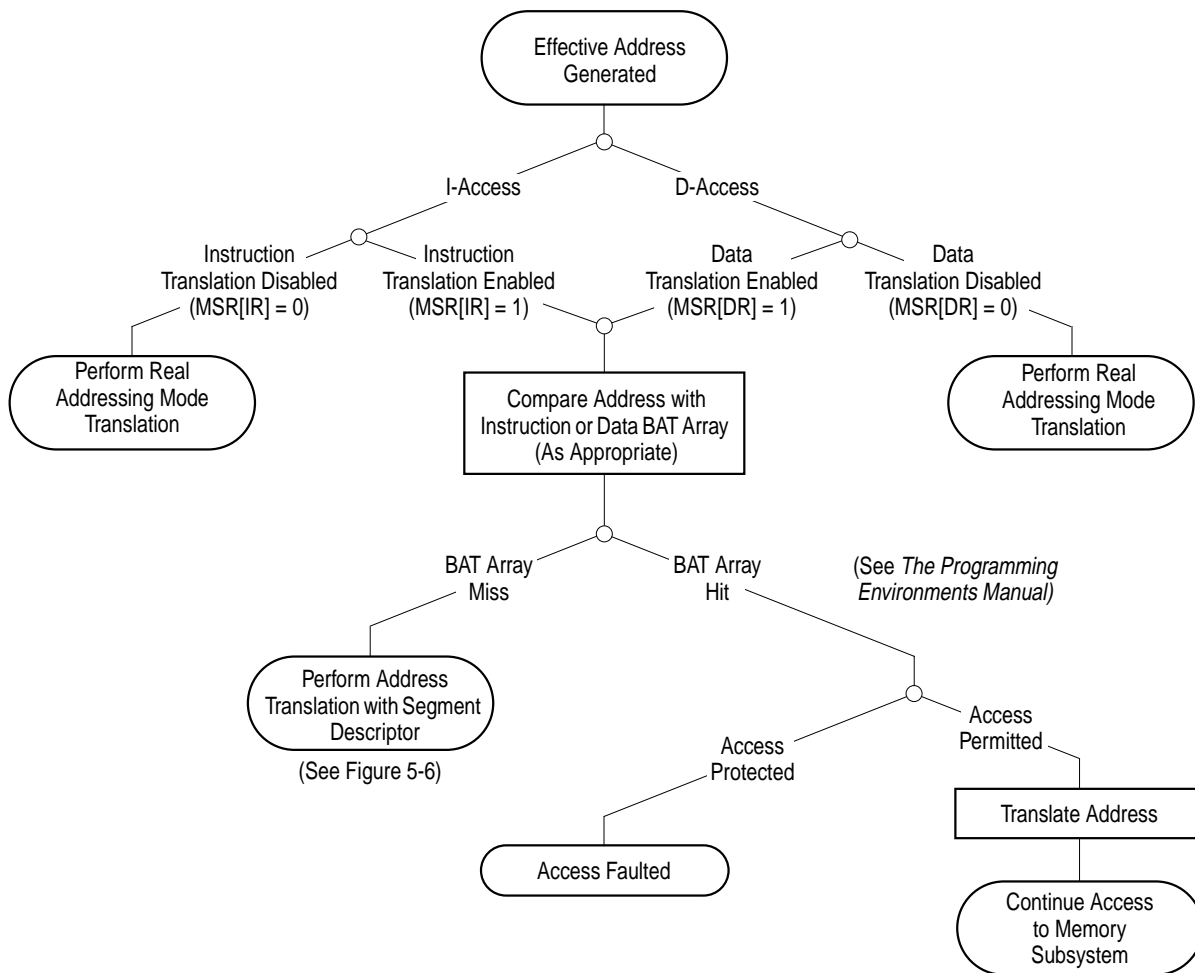 Effective Address
Generated
I-Access
D-Access
Instruction
Translation Disabled
(MSR[IR] = 0)
Instruction
Translation Enabled
(MSR[IR] = 1)
Data
Translation Enabled
(MSR[DR] = 1)
Data
Translation Disabled
(MSR[DR] = 0)
Perform Real
Addressing Mode
Translation
Compare Address with
Instruction or Data BAT Array
(As Appropriate)
Perform Real
Addressing Mode
Translation
BAT Array
Miss
BAT Array
Hit
(See The Programming
Environments Manual)
Perform Address
Translation with Segment
Descriptor
(See Figure 5-6)
Access
Protected
Access
Permitted
Translate Address
Access Faulted
Continue Access
to Memory
Subsystem